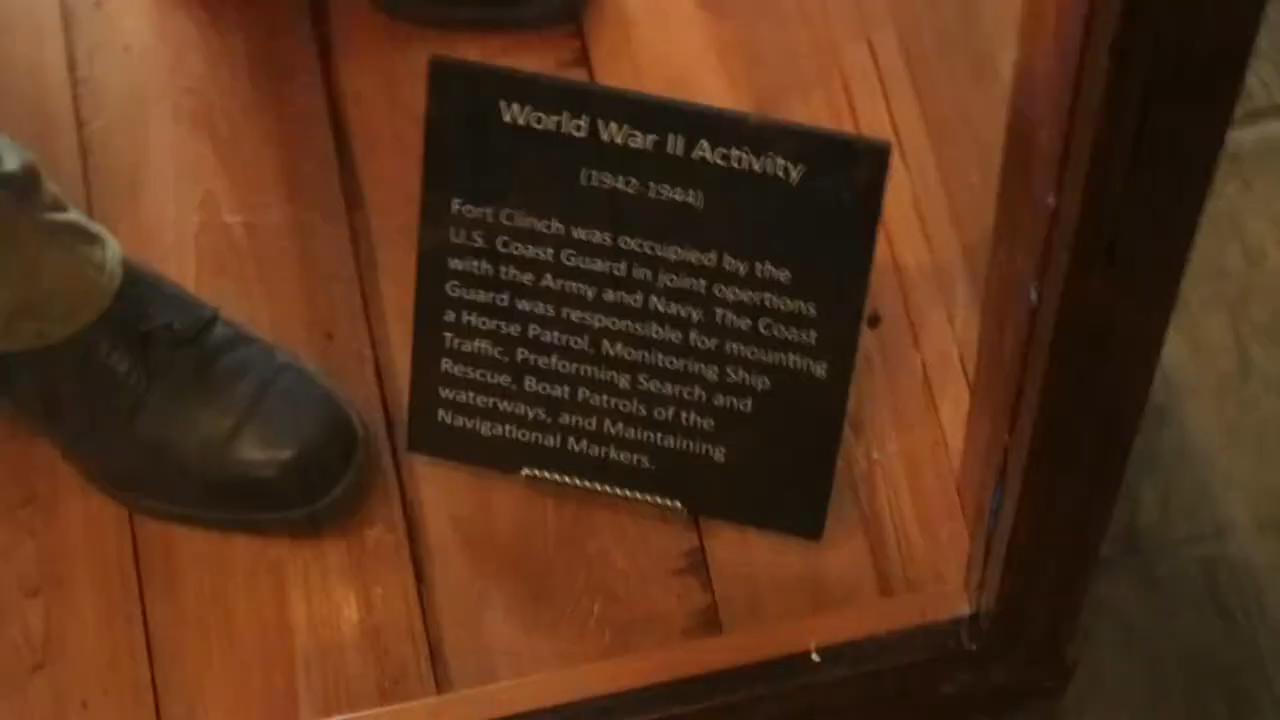 World War II Activity
(1942-1944)
Fort Clinch was occupied by the
U.S. Coast Guard in joint opertions
with the Army and Navy. The Coast
Guard was responsible for mounting
a Horse Patrol, Monitoring Ship
Traffic, Preforming Search and
Rescue, Boat Patrols of the
waterways, and Maintaining
Navigational Markers.